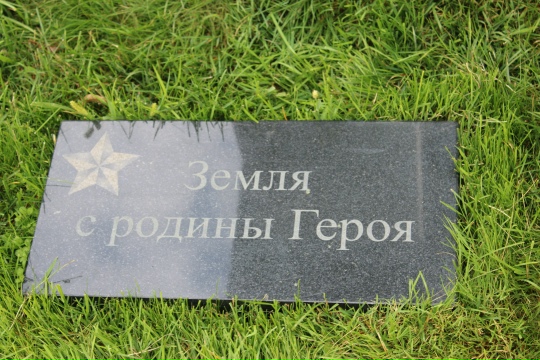 Земля
с родины Героя